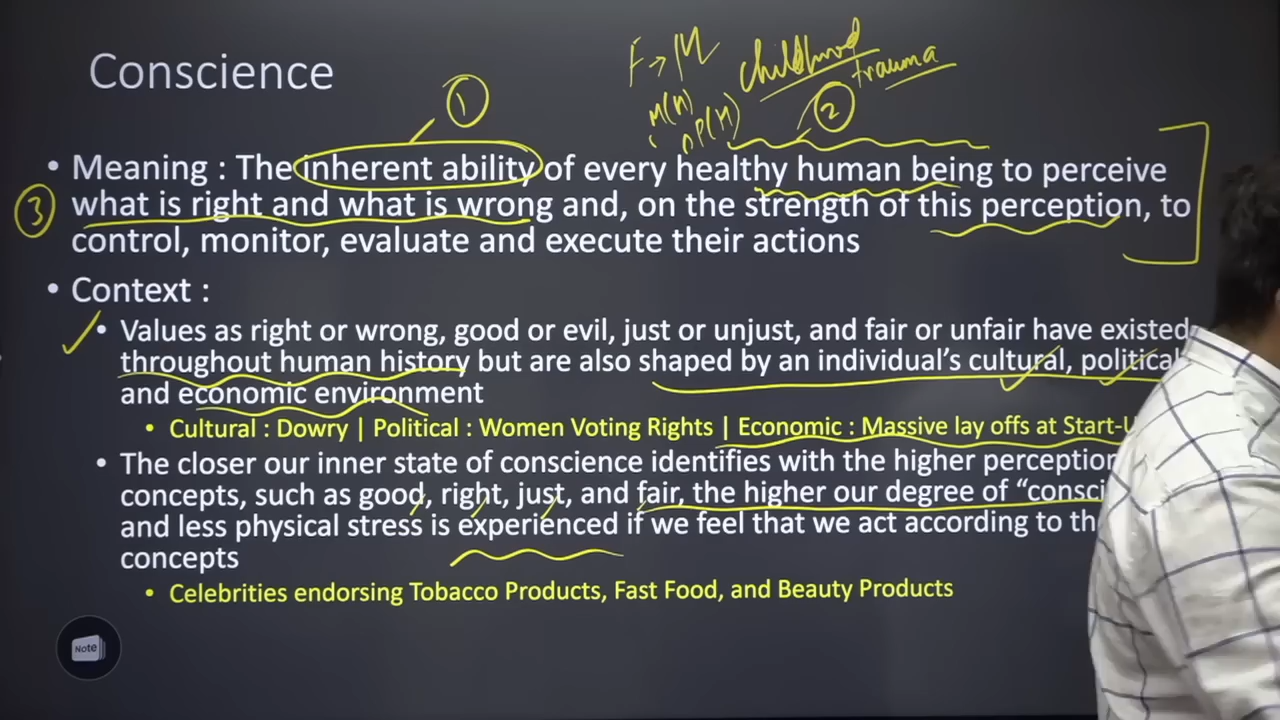 Conscience
F → M
childhood
trauma
M(H)
P(M)
1
2
• Meaning : The inherent ability of every healthy human being to perceive
3
what is right and what is wrong and, on the strength of this perception, to
control, monitor, evaluate and execute their actions
• Context :
• Values as right or wrong, good or evil, just or unjust, and fair or unfair have existed
throughout human history but are also shaped by an individual's cultural, political
and economic environment
• Cultural : Dowry | Political : Women Voting Rights | Economic : Massive lay offs at Start-U
• The closer our inner state of conscience identifies with the higher perception
concepts, such as good, right, just, and fair, the higher our degree of "consci
and less physical stress is experienced if we feel that we act according to th
concepts
• Celebrities endorsing Tobacco Products, Fast Food, and Beauty Products
Note